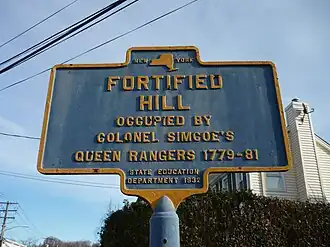 NEW YORK
FORTIFIED
HILL
OCCUPIED BY
COLONEL SIMCOE'S
QUEEN RANGERS 1779-81
STATE EDUCATION
DEPARTMENT 1932